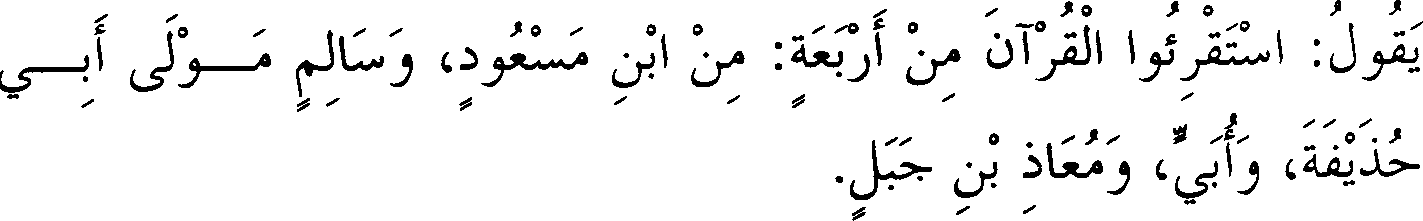 يَقُولُ: اسْتَقْرِئُوا الْقُرْآنَ مِنْ أَرْبَعَةٍ: مِنْ ابْنِ مَسْعُودٍ، وَسَالِمٍ مَـــوْلَى أَبِـــي
حُذَيْفَةَ، وَأُبَيٍّ، وَمُعَاذِ بْنِ جَبَلٍ.